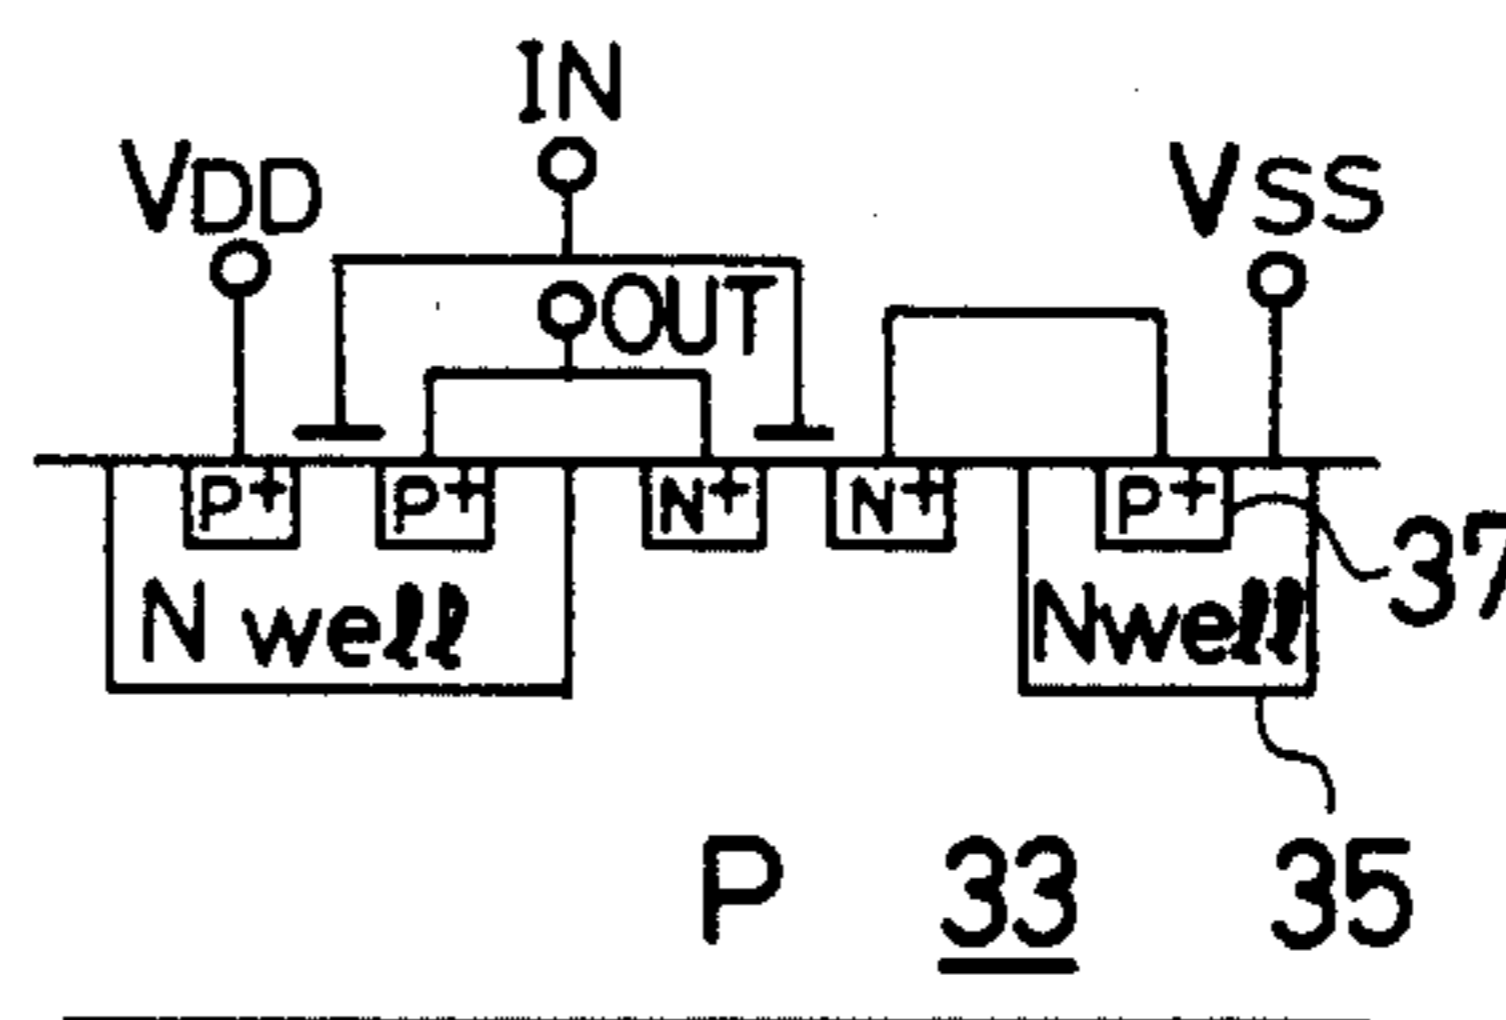 IN
VDD
VSS
OUT
P+ P+ N+ N+ P+
37
N well
Nwell
P 33 35